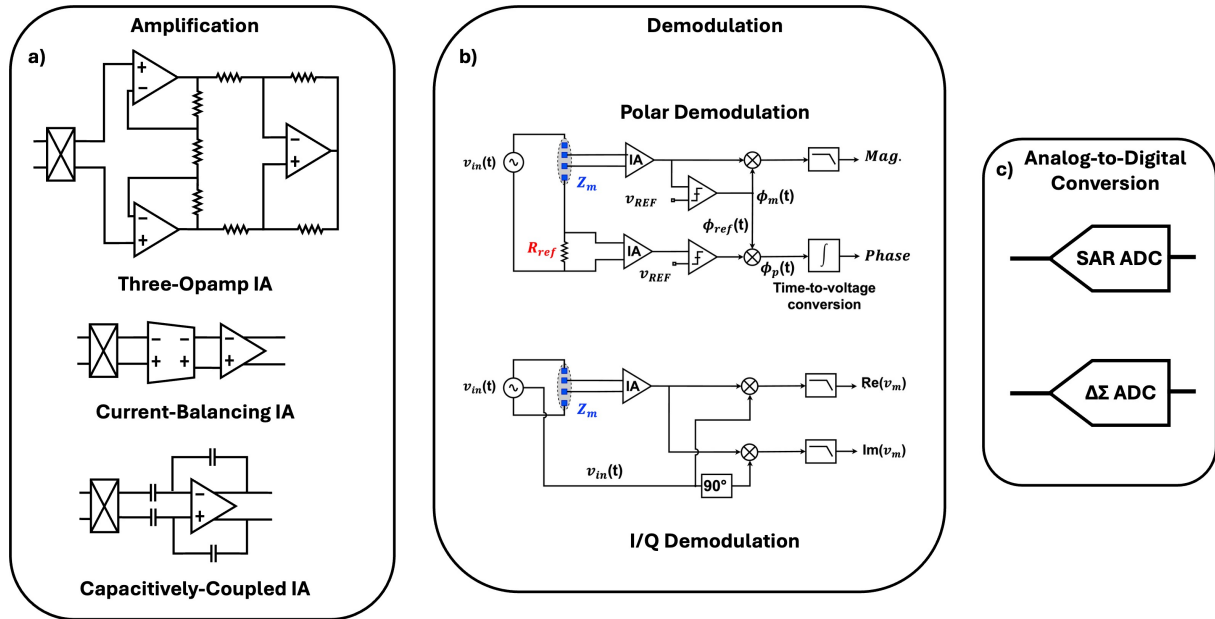 Amplification
a)
+
−
−
+
−
+
Three-Opamp IA
−
−
+
+
−
+
Current-Balancing IA
−
+
Capacitively-Coupled IA
Demodulation
b)
Polar Demodulation
v_in(t)
Z_m
IA
v_REF
Mag.
ϕ_m(t)
ϕ_ref(t)
R_ref
IA
v_REF
ϕ_p(t)
∫
Phase
Time-to-voltage
conversion
v_in(t)
Z_m
IA
Re(v_m)
Im(v_m)
v_in(t)
90°
I/Q Demodulation
c)
Analog-to-Digital
Conversion
SAR ADC
ΔΣ ADC